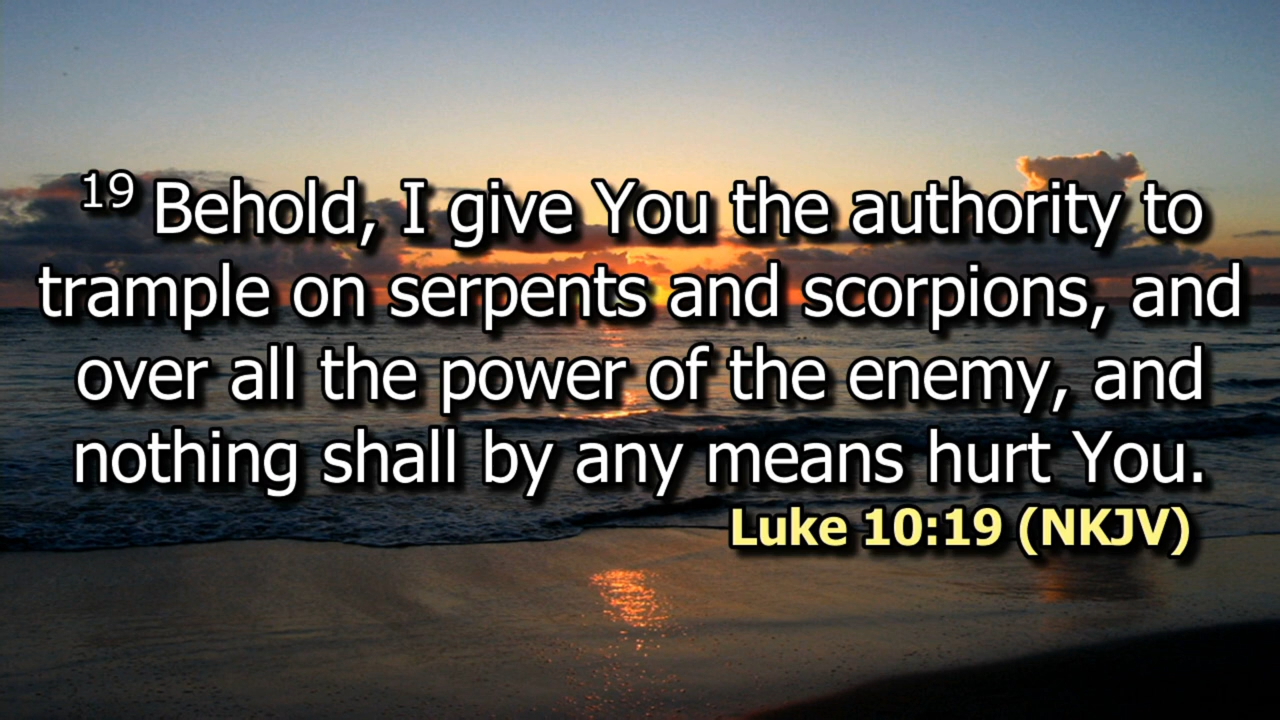 19 Behold, I give You the authority to
trample on serpents and scorpions, and
over all the power of the enemy, and
nothing shall by any means hurt You.
Luke 10:19 (NKJV)